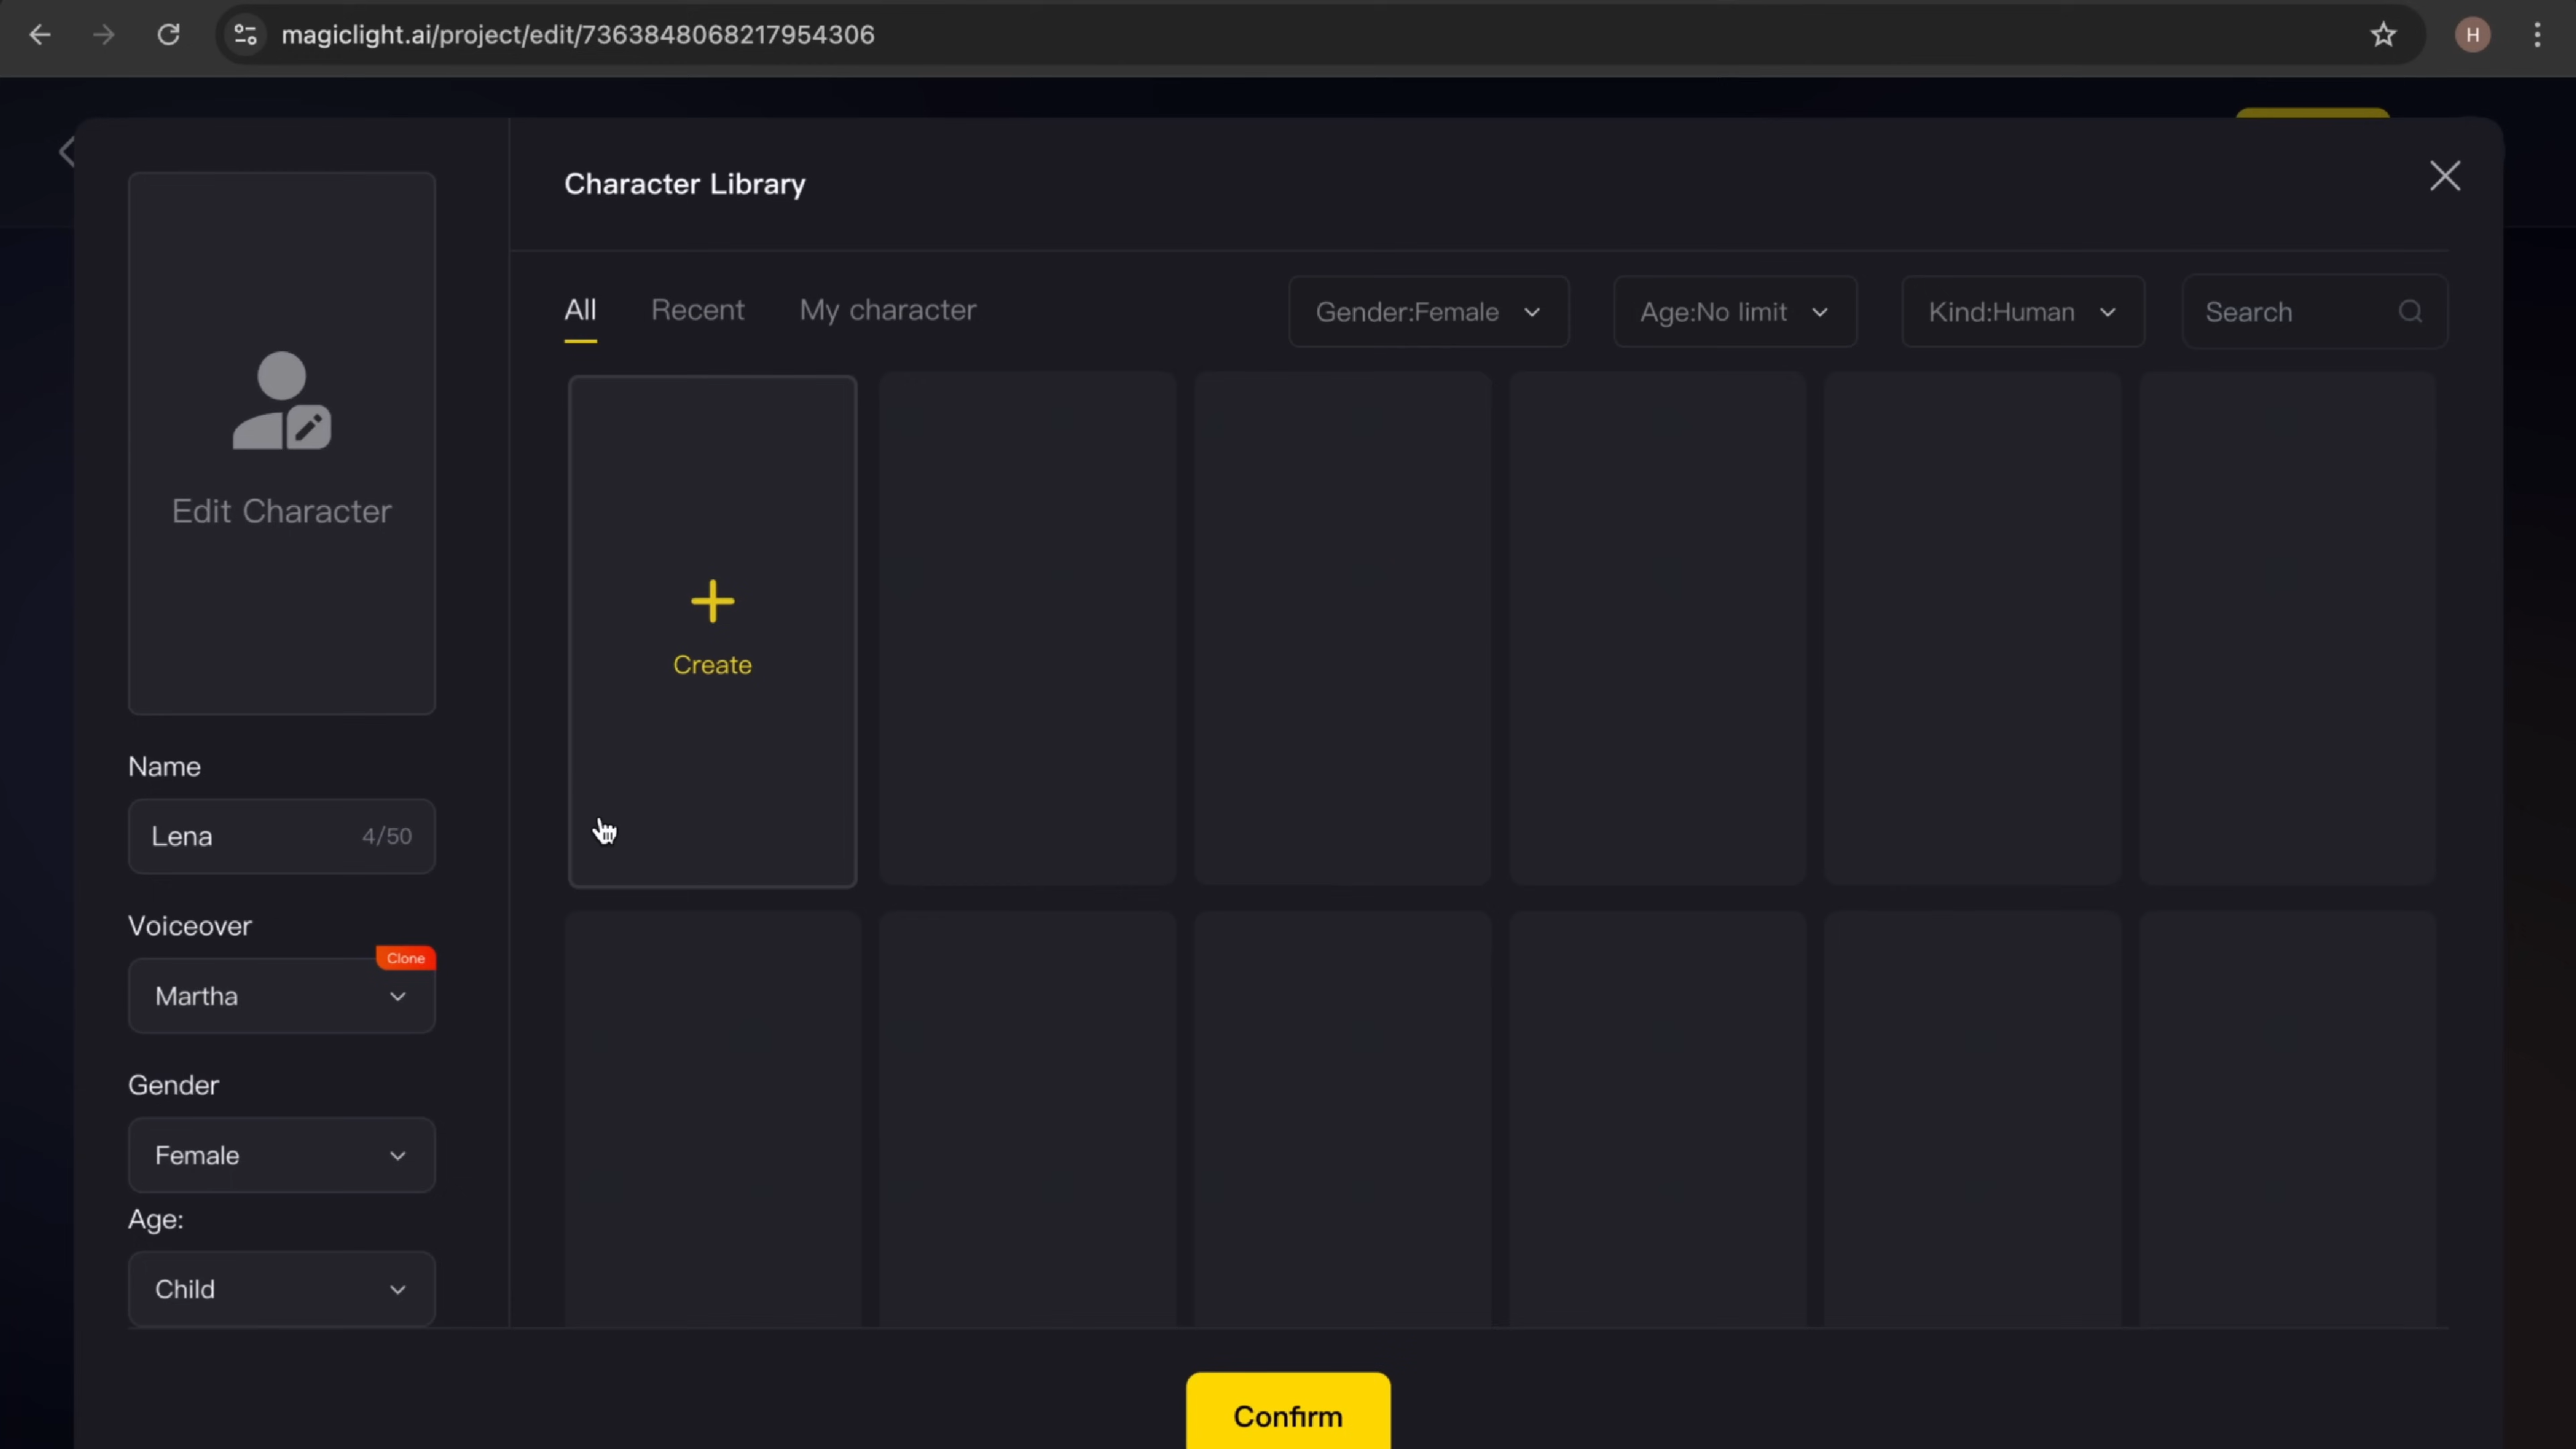 magiclight.ai/project/edit/7363848068217954306
H
Character Library
All
Recent
My character
Gender:Female
Age:No limit
Kind:Human
Search
Edit Character
Create
Name
Lena
4/50
Voiceover
Clone
Martha
Gender
Female
Age:
Child
Confirm